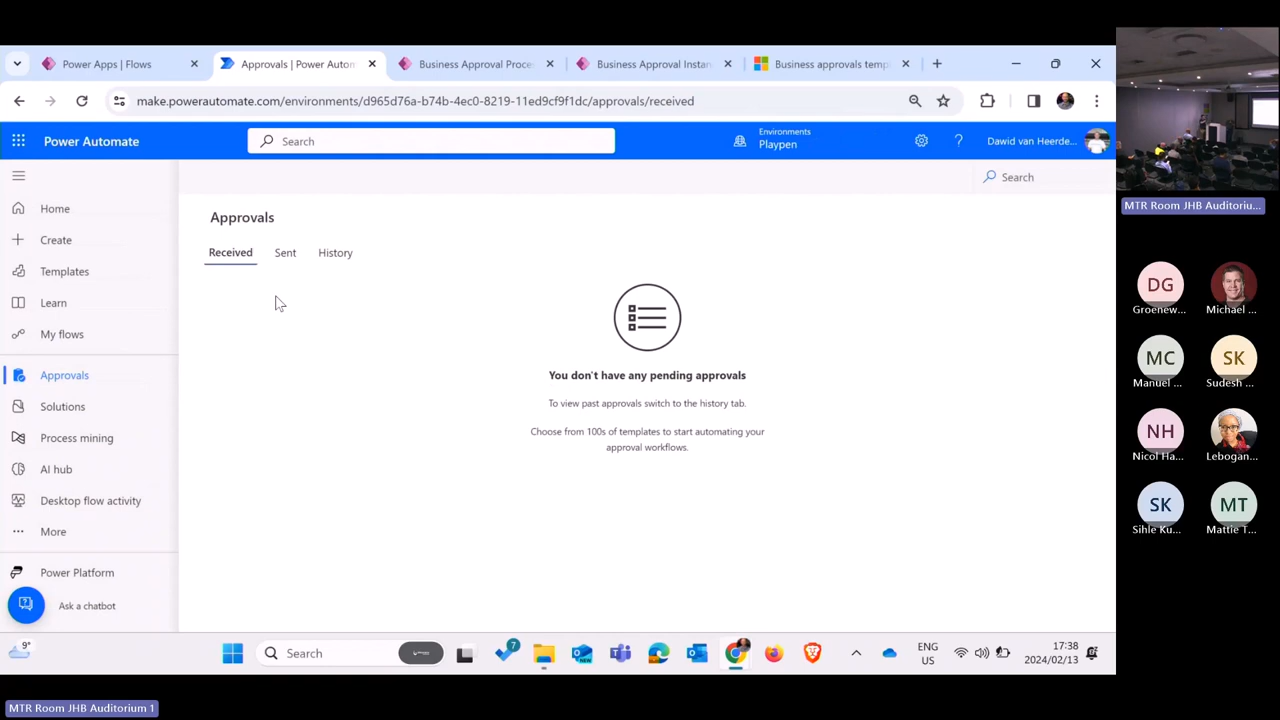 Power Apps | Flows
Approvals | Power Autom
Business Approval Proce
Business Approval Instan
Business approvals temp
make.powerautomate.com/environments/d965d76a-b74b-4ec0-8219-11ed9cf9f1dc/approvals/received
Power Automate
Search
Environments
Playpen
Dawid van Heerde...
Search
Home
Create
Templates
Learn
My flows
Approvals
Solutions
Process mining
AI hub
Desktop flow activity
More
Power Platform
Ask a chatbot
Approvals
Received
Sent
History
You don't have any pending approvals
To view past approvals switch to the history tab.
Choose from 100s of templates to start automating your
approval workflows.
9°
Search
7
NEW
ENG
US
17:38
2024/02/13
MTR Room JHB Auditoriu...
DG
Groenew...
Michael ...
MC
Manuel ...
SK
Sudesh ...
NH
Nicol Ha...
Lebogan...
SK
Sihle Ku...
MT
Mattie T...
MTR Room JHB Auditorium 1